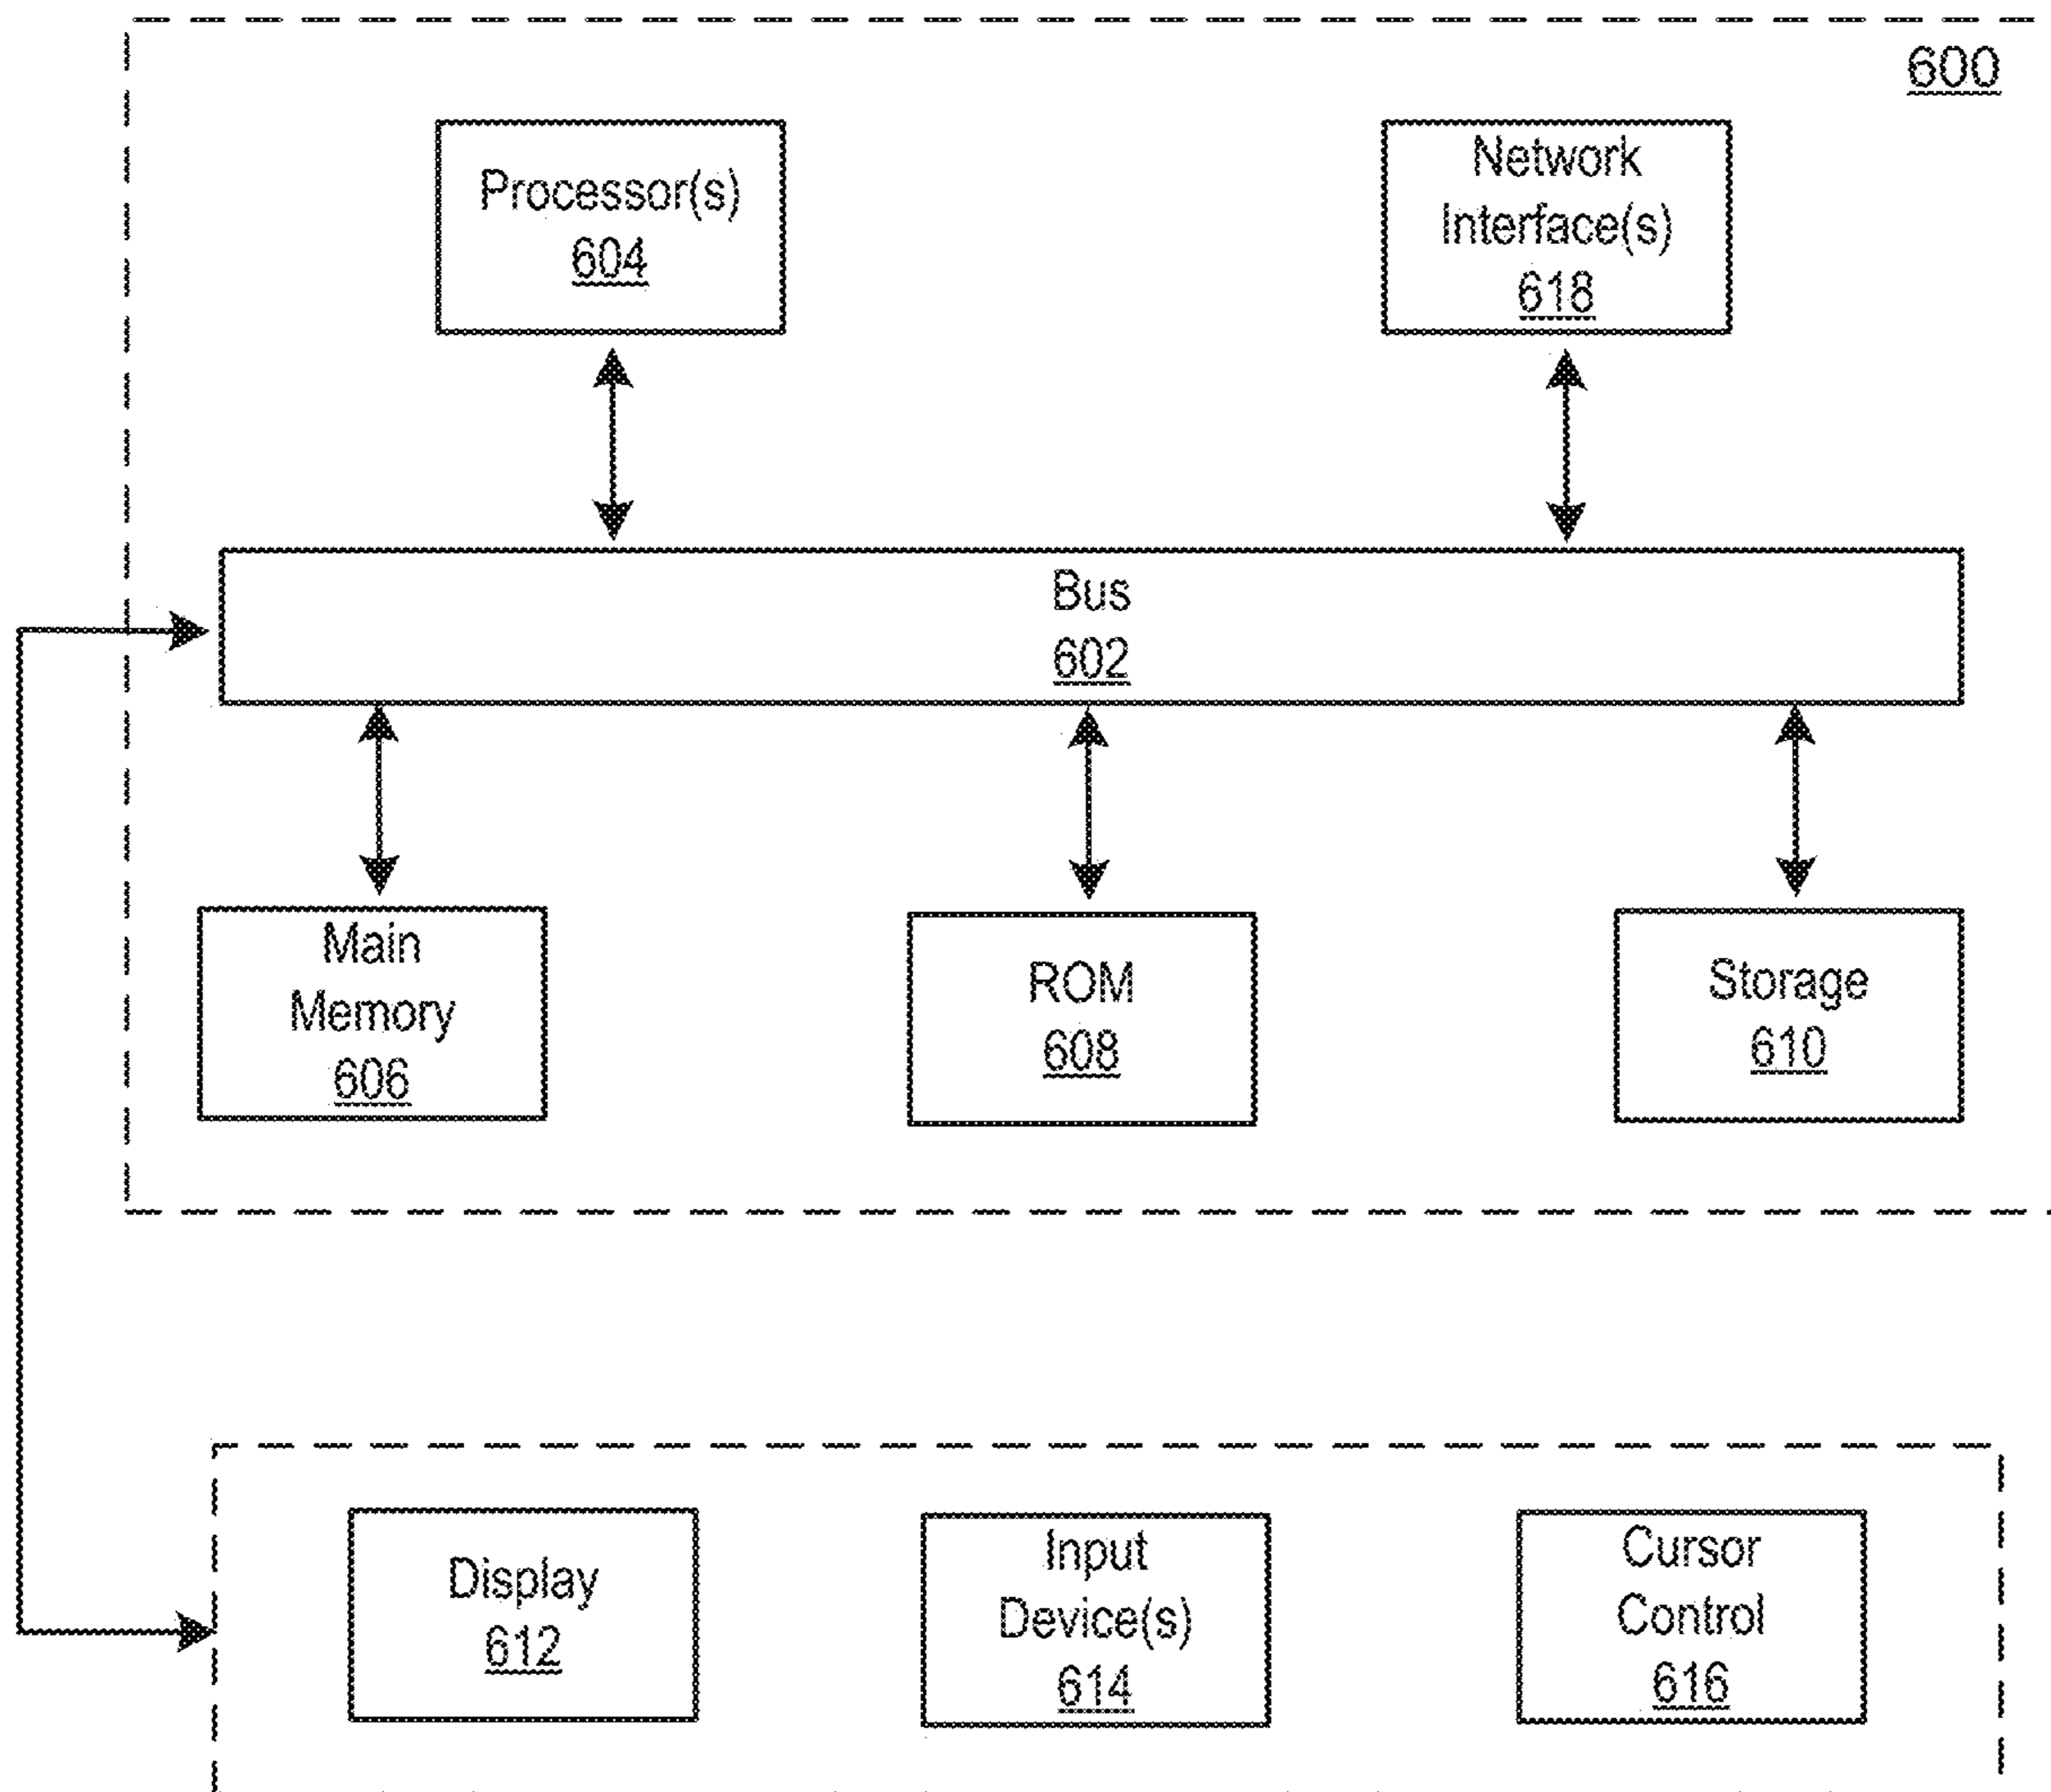 600
Processor(s)
604
Network
Interface(s)
618
Bus
602
Main
Memory
606
ROM
608
Storage
610
Display
612
Input
Device(s)
614
Cursor
Control
616